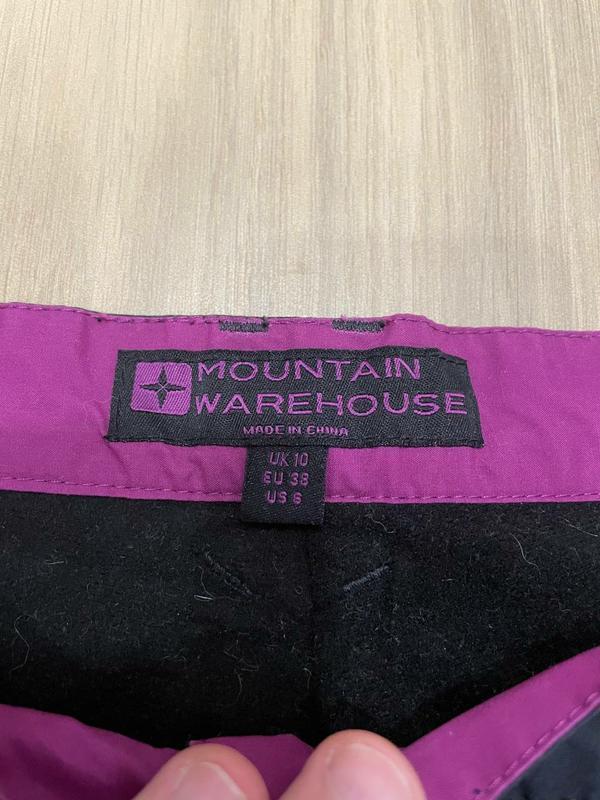 MOUNTAIN
WAREHOUSE
MADE IN CHINA
UK 10
EU 38
US 6